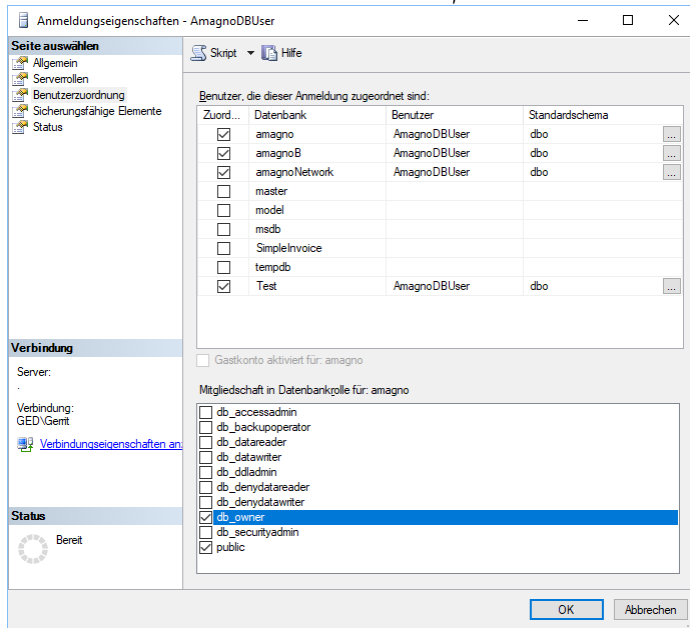 Anmeldungseigenschaften - AmagnoDBUser
Seite auswählen
Allgemein
Serverrollen
Benutzerzuordnung
Sicherungsfähige Elemente
Status
Skript
Hilfe
Benutzer, die dieser Anmeldung zugeordnet sind:
Zuord... Datenbank Benutzer Standardschema
amagno AmagnoDBUser dbo ...
amagnoB AmagnoDBUser dbo ...
amagnoNetwork AmagnoDBUser dbo ...
master
model
msdb
SimpleInvoice
tempdb
Test AmagnoDBUser dbo ...
Gastkonto aktiviert für: amagno
Mitgliedschaft in Datenbankrolle für: amagno
db_accessadmin
db_backupoperator
db_datareader
db_datawriter
db_ddladmin
db_denydatareader
db_denydatawriter
db_owner
db_securityadmin
public
Verbindung
Server:
.
Verbindung:
GED\Gerrit
Verbindungseigenschaften an
Status
Bereit
OK Abbrechen